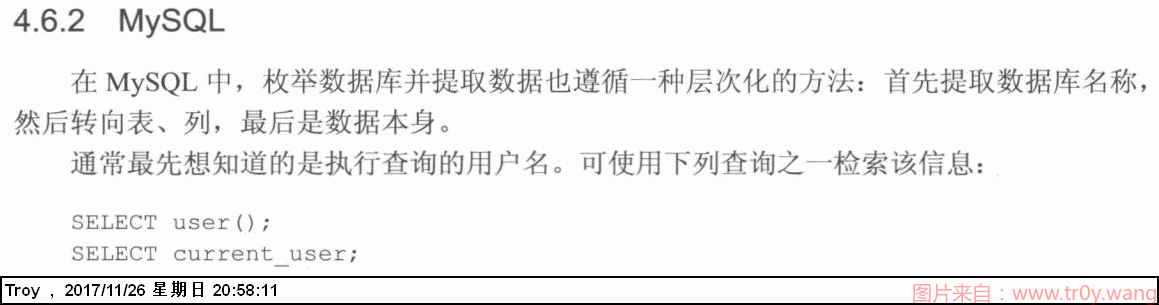 4.6.2 MySQL
在 MySQL 中，枚举数据库并提取数据也遵循一种层次化的方法：首先提取数据库名称，
然后转向表、列，最后是数据本身。
通常最先想知道的是执行查询的用户名。可使用下列查询之一检索该信息：
SELECT user();
SELECT current_user;
Troy , 2017/11/26 星期日 20:58:11
图片来自：www.tr0y.wang